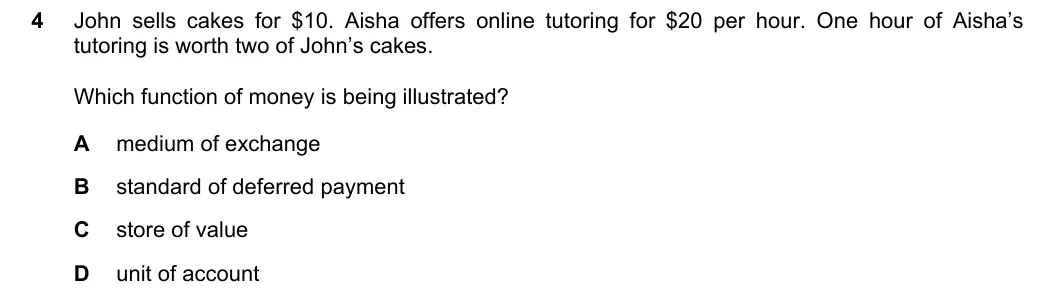 4 John sells cakes for $10. Aisha offers online tutoring for $20 per hour. One hour of Aisha's
tutoring is worth two of John's cakes.
Which function of money is being illustrated?
A medium of exchange
B standard of deferred payment
C store of value
D unit of account